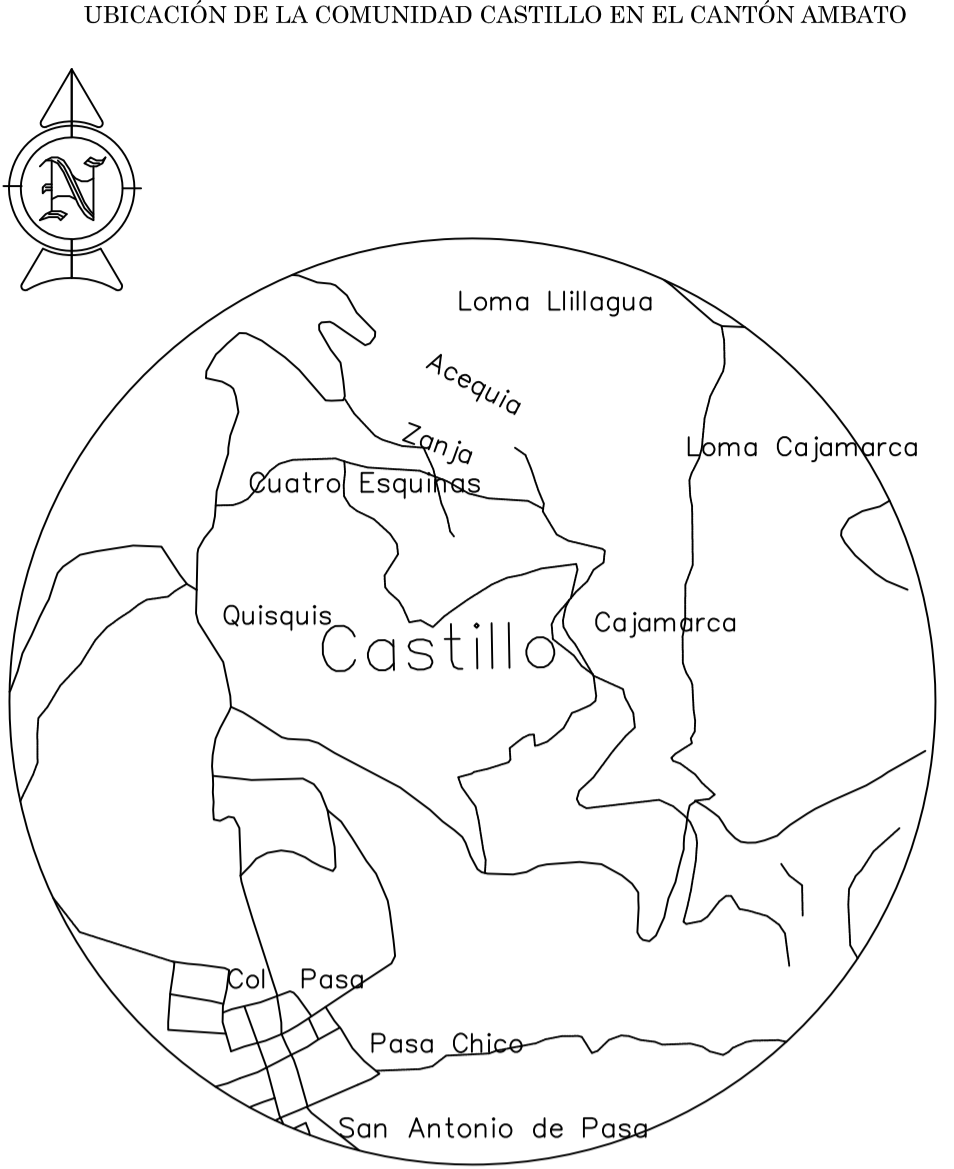 UBICACIÓN DE LA COMUNIDAD CASTILLO EN EL CANTÓN AMBATO
N
Loma Llillagua
Acequia
Zanja
Loma Cajamarca
Cuatro Esquinas
Quisquis
Cajamarca
Castillo
Col Pasa
Pasa Chico
San Antonio de Pasa